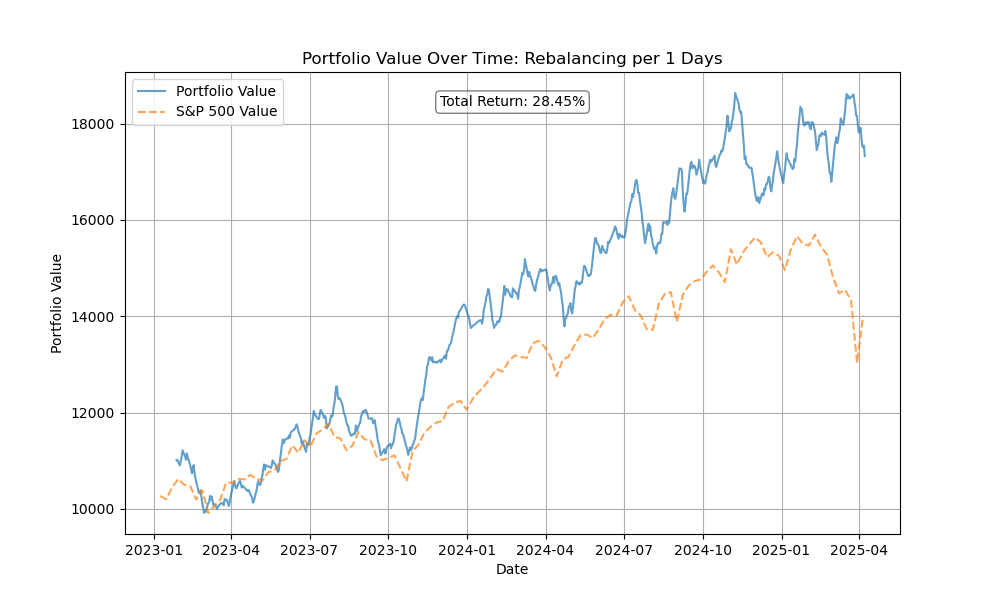 Portfolio Value Over Time: Rebalancing per 1 Days
Portfolio Value
S&P 500 Value
Total Return: 28.45%
18000
16000
14000
12000
10000
Portfolio Value
2023-01
2023-04
2023-07
2023-10
2024-01
2024-04
2024-07
2024-10
2025-01
2025-04
Date